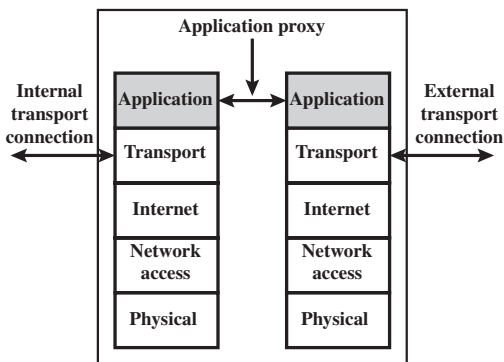 Application proxy
Internal
transport
connection
External
transport
connection
Application
Transport
Internet
Network
access
Physical
Application
Transport
Internet
Network
access
Physical